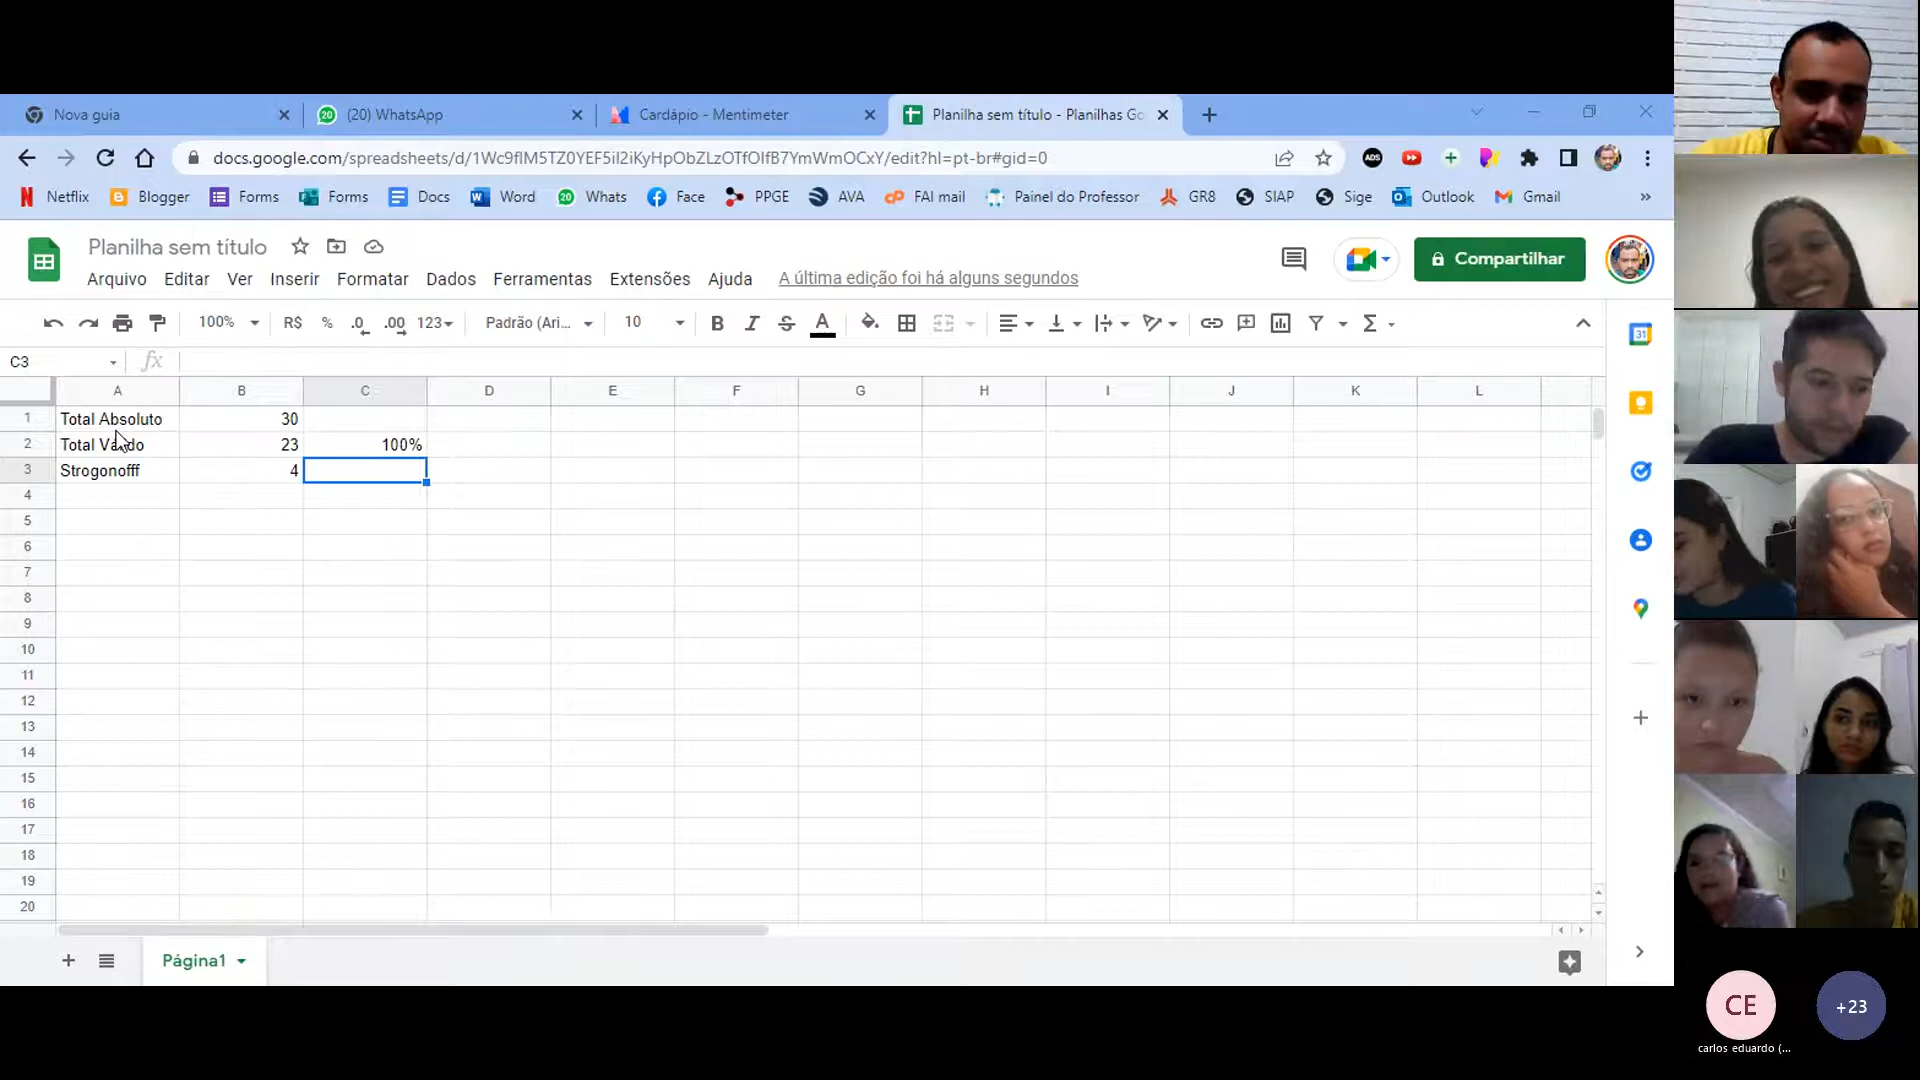 Nova guia
(20) WhatsApp
Cardápio - Mentimeter
Planilha sem título - Planilhas Go
docs.google.com/spreadsheets/d/1Wc9flM5TZ0YEF5iI2iKyHpObZLzOTfOIfB7YmWmOCxY/edit?hl=pt-br#gid=0
Netflix Blogger Forms Forms Docs Word 20 Whats Face PPGE AVA FAI mail Painel do Professor GR8 SIAP Sige Outlook Gmail »
Planilha sem título
Compartilhar
Arquivo Editar Ver Inserir Formatar Dados Ferramentas Extensões Ajuda A última edição foi há alguns segundos
100% R$ % .0 .00 123 Padrão (Ari... 10 B I S A Σ
31
C3 fx
A B C D E F G H I J K L
1 Total Absoluto 30
2 Total 23 100%
3 Strogonofff 4
4
5
6
7
8
9
10
11
12
13
14
15
16
17
18
19
20
Página1
CE
+23
carlos eduardo (...